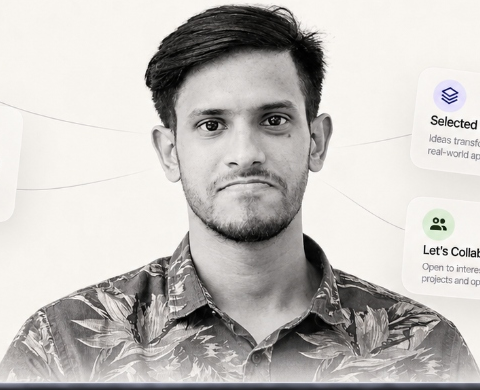 Selected
Ideas transfo
real-world ap
Let's Collab
Open to interes
projects and op